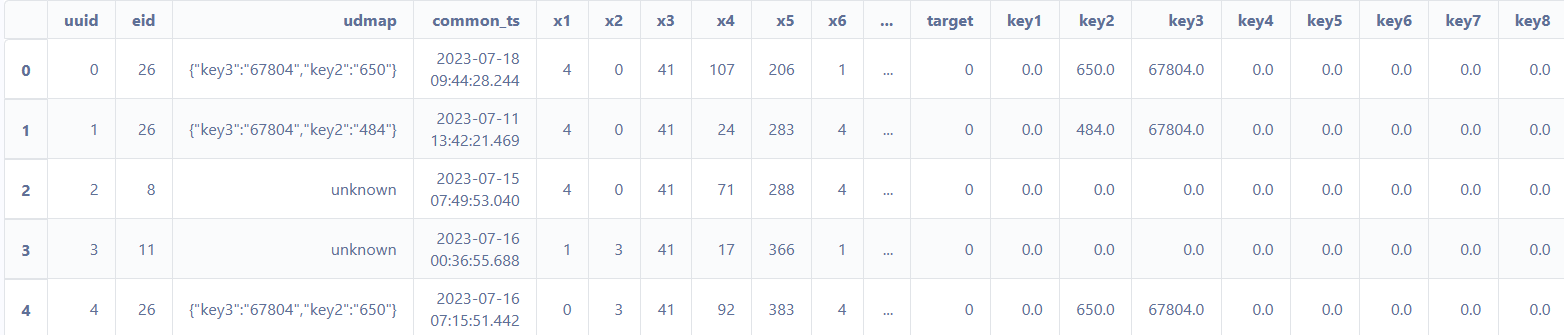 uuid eid udmap common_ts x1 x2 x3 x4 x5 x6 ... target key1 key2 key3 key4 key5 key6 key7 key8
0 0 26 {"key3":"67804","key2":"650"} 2023-07-18 09:44:28.244 4 0 41 107 206 1 ... 0 0.0 650.0 67804.0 0.0 0.0 0.0 0.0 0.0
1 1 26 {"key3":"67804","key2":"484"} 2023-07-11 13:42:21.469 4 0 41 24 283 4 ... 0 0.0 484.0 67804.0 0.0 0.0 0.0 0.0 0.0
2 2 8 unknown 2023-07-15 07:49:53.040 4 0 41 71 288 4 ... 0 0.0 0.0 0.0 0.0 0.0 0.0 0.0 0.0
3 3 11 unknown 2023-07-16 00:36:55.688 1 3 41 17 366 1 ... 0 0.0 0.0 0.0 0.0 0.0 0.0 0.0 0.0
4 4 26 {"key3":"67804","key2":"650"} 2023-07-16 07:15:51.442 0 3 41 92 383 4 ... 0 0.0 650.0 67804.0 0.0 0.0 0.0 0.0 0.0